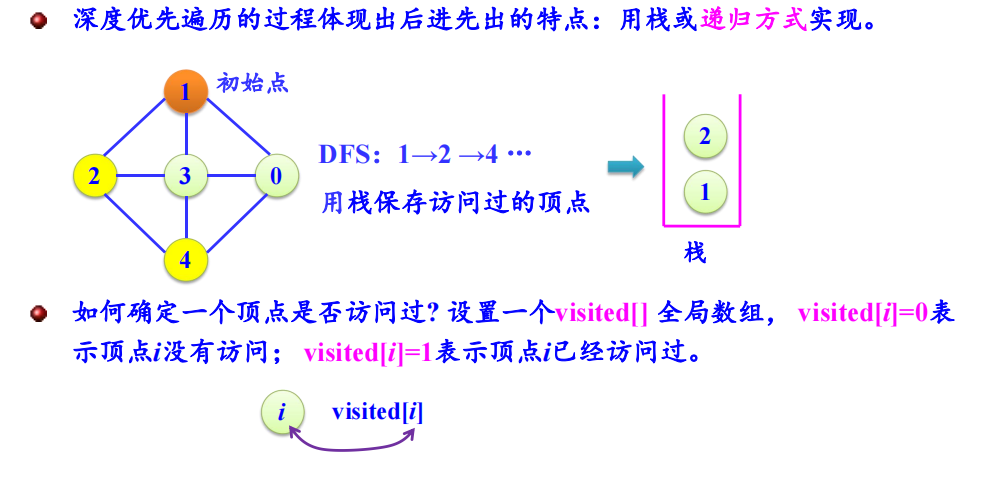 深度优先遍历的过程体现出后进先出的特点：用栈或递归方式实现。
1 初始点
2 3 0
4
DFS：1→2 →4 …
用栈保存访问过的顶点
2
1
栈
如何确定一个顶点是否访问过? 设置一个visited[] 全局数组， visited[i]=0表
示顶点i没有访问； visited[i]=1表示顶点i已经访问过。
i visited[i]